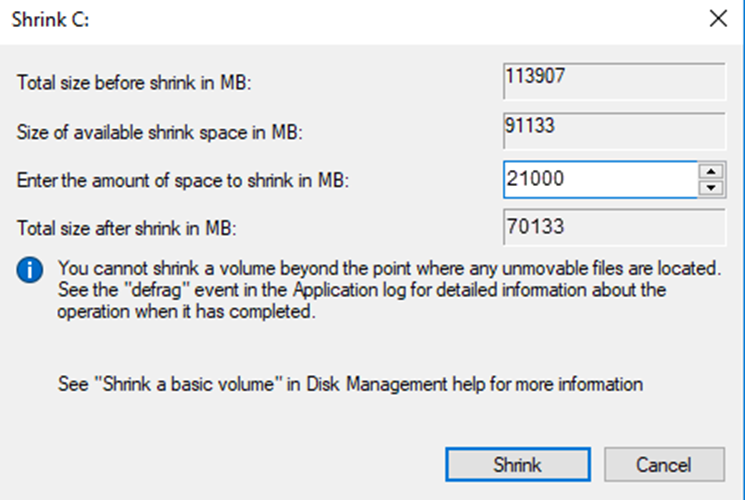 Shrink C:
Total size before shrink in MB: 113907
Size of available shrink space in MB: 91133
Enter the amount of space to shrink in MB: 21000
Total size after shrink in MB: 70133
You cannot shrink a volume beyond the point where any unmovable files are located.
See the "defrag" event in the Application log for detailed information about the
operation when it has completed.
See "Shrink a basic volume" in Disk Management help for more information
Shrink Cancel